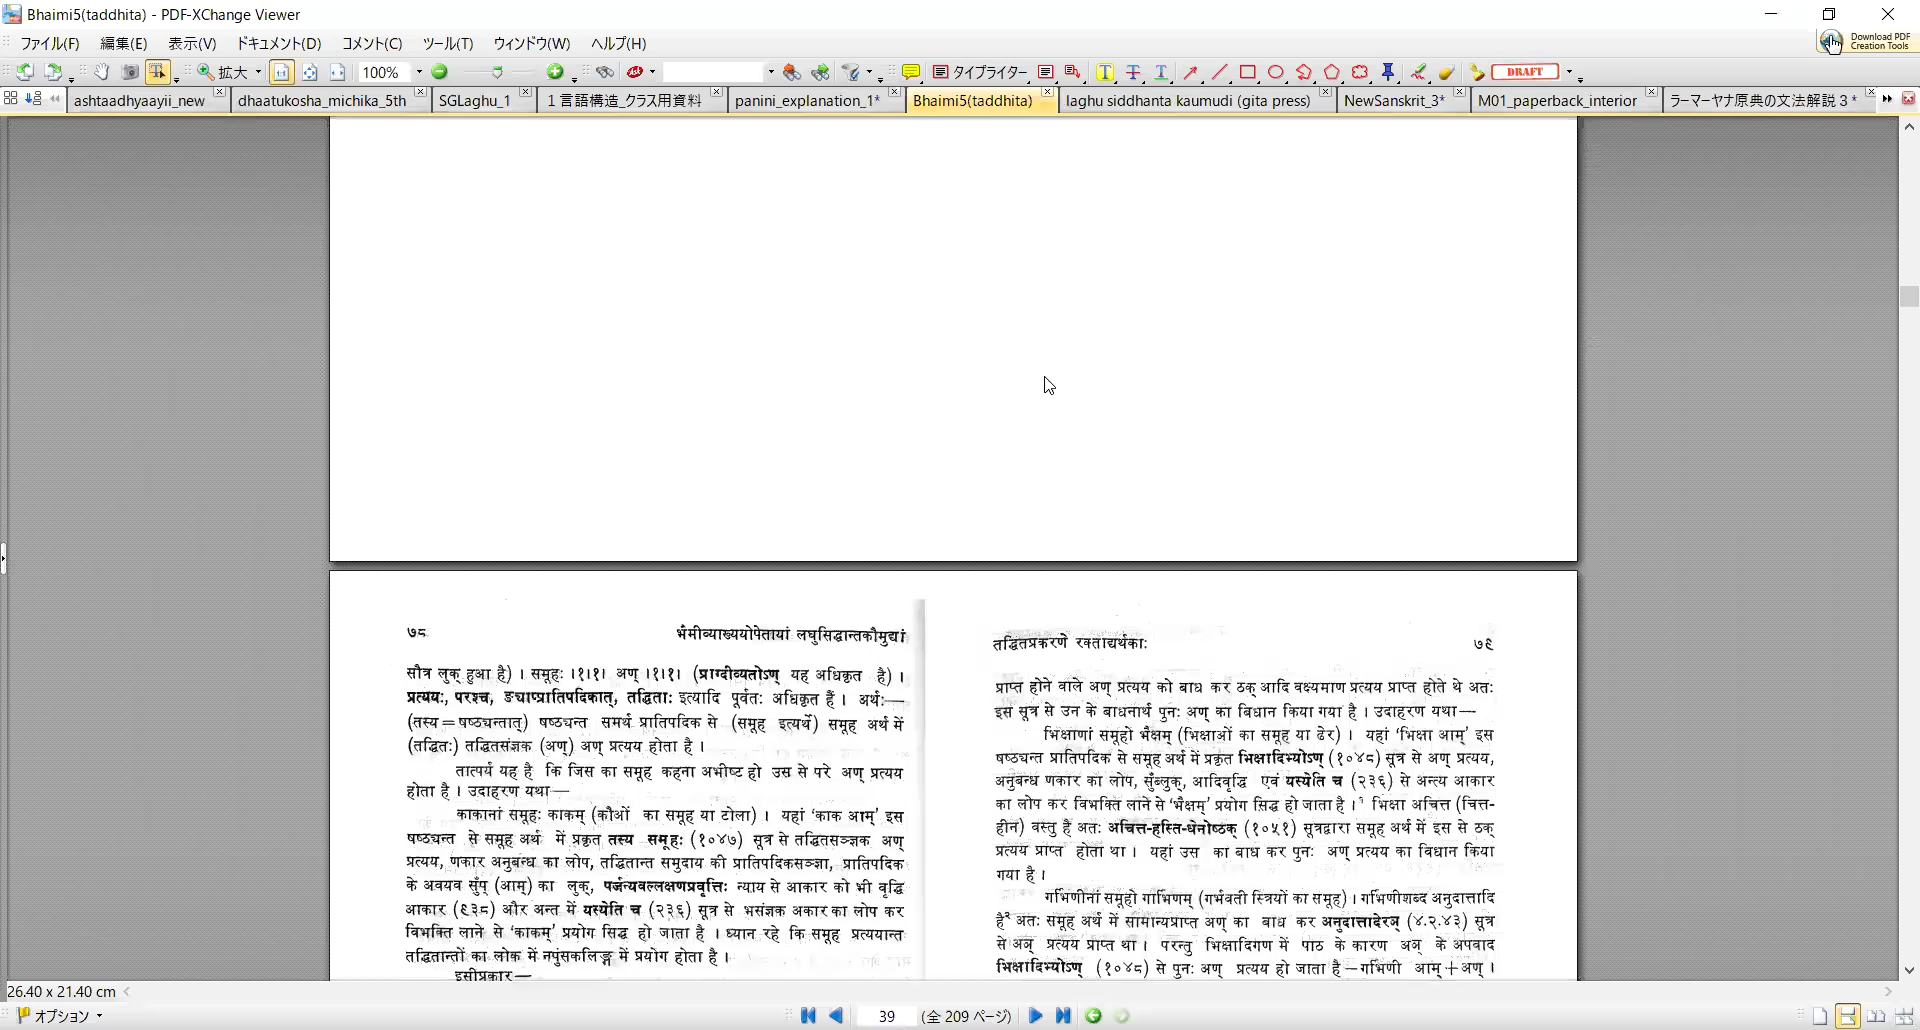 Bhaimi5(taddhita) - PDF-XChange Viewer
ファイル(F) 編集(E) 表示(V) ドキュメント(D) コメント(C) ツール(T) ウィンドウ(W) ヘルプ(H)
Download PDF
Creation Tools
拡大 100% タイプライター DRAFT
ashtaadhyaayii_new dhaatukosha_michika_5th SGLaghu_1 1言語構造_クラス用資料 panini_explanation_1* Bhaimi5(taddhita) laghu siddhanta kaumudi (gita press) NewSanskrit_3* M01_paperback_interior ラーマーヤナ原典の文法解説3*
७८ भैमीव्याख्ययोपेतायां लघुसिद्धान्तकौमुद्यां
सौत्र लुक् हुआ है) । समूहः ।१।१। अण् ।१।१। (प्राग्दीव्यतोऽण् यह अधिकृत है) ।
प्रत्ययः, परश्च, ङ्याप्प्रातिपदिकात्, तद्धिताः इत्यादि पूर्वतः अधिकृत हैं । अर्थः—
(तस्य=षष्ठ्यन्तात्) षष्ठ्यन्त समर्थ प्रातिपदिक से (समूह इत्यर्थे) समूह अर्थ में
(तद्धितः) तद्धितसंज्ञक (अण्) अण् प्रत्यय होता है ।
तात्पर्य यह है कि जिस का समूह कहना अभीष्ट हो उस से परे अण् प्रत्यय
होता है । उदाहरण यथा—
काकानां समूहः काकम् (कौओं का समूह या टोला) । यहां 'काक आम्' इस
षष्ठ्यन्त से समूह अर्थ में प्रकृत तस्य समूहः (१०४७) सूत्र से तद्धितसञ्ज्ञक अण्
प्रत्यय, णकार अनुबन्ध का लोप, तद्धितान्त समुदाय की प्रातिपदिकसञ्ज्ञा, प्रातिपदिक
के अवयव सुँप् (आम्) का लुक्, पर्जन्यवल्लक्षणप्रवृत्तिः न्याय से आकार को भी वृद्धि
आकार (९३८) और अन्त में यस्येति च (२३६) सूत्र से भसंज्ञक अकार का लोप कर
विभक्ति लाने से 'काकम्' प्रयोग सिद्ध हो जाता है । ध्यान रहे कि समूह प्रत्ययान्त
तद्धितान्तों का लोक में नपुंसकलिङ्ग में प्रयोग होता है ।
इसीप्रकार—
तद्धितप्रकरणे रक्ताद्यर्थकाः ७९
प्राप्त होने वाले अण् प्रत्यय को बाध कर ठक् आदि वक्ष्यमाण प्रत्यय प्राप्त होते थे अतः
इस सूत्र से उन के बाधनार्थ पुनः अण् का विधान किया गया है । उदाहरण यथा—
भिक्षाणां समूहो भैक्षम् (भिक्षाओं का समूह या ढेर) । यहां 'भिक्षा आम्' इस
षष्ठ्यन्त प्रातिपदिक से समूह अर्थ में प्रकृत भिक्षादिभ्योऽण् (१०४८) सूत्र से अण् प्रत्यय,
अनुबन्ध णकार का लोप, सुँब्लुक्, आदिवृद्धि एवं यस्येति च (२३६) से अन्त्य आकार
का लोप कर विभक्ति लाने से 'भैक्षम्' प्रयोग सिद्ध हो जाता है ।¹ भिक्षा अचित्त (चित्त-
हीन) वस्तु है अतः अचित्त-हस्ति-धेनोष्ठक् (१०५१) सूत्रद्वारा समूह अर्थ में इस से ठक्
प्रत्यय प्राप्त होता था । यहां उस का बाध कर पुनः अण् प्रत्यय का विधान किया
गया है ।
गर्भिणीनां समूहो गार्भिणम् (गर्भवती स्त्रियों का समूह) । गर्भिणीशब्द अनुदात्तादि
है² अतः समूह अर्थ में सामान्यप्राप्त अण् का बाध कर अनुदात्तादेरञ् (४.२.४३) सूत्र
से अञ् प्रत्यय प्राप्त था । परन्तु भिक्षादिगण में पाठ के कारण अञ् के अपवाद
भिक्षादिभ्योऽण् (१०४८) से पुनः अण् प्रत्यय हो जाता है—गर्भिणी आम्+अण् ।
26.40 x 21.40 cm
オプション 39 (全 209 ページ)